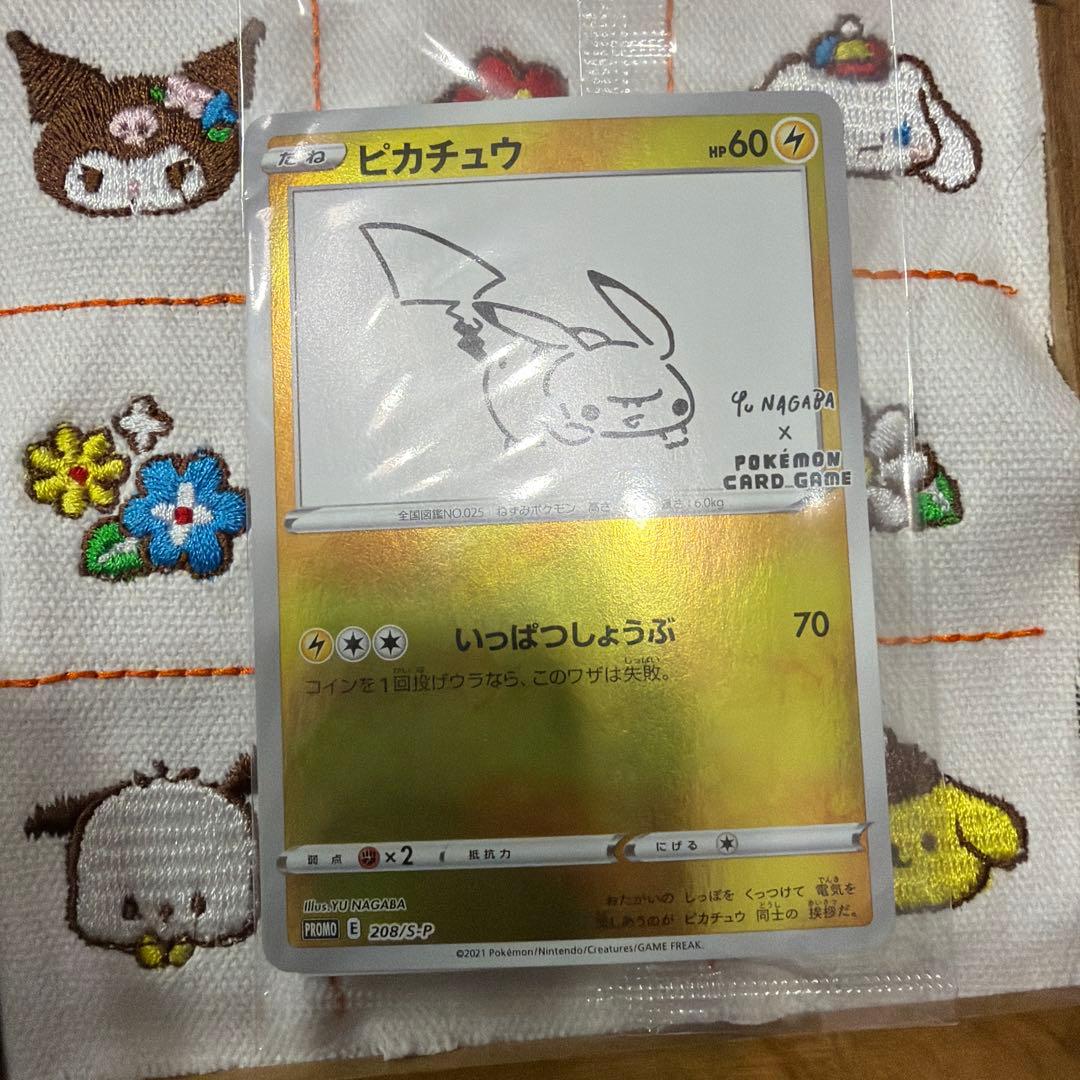 たね ピカチュウ HP60
YU NAGABA
X
POKÉMON
CARD GAME
全国図鑑NO.025 ねずみポケモン 高さ : 6.0kg
いっぱつしょうぶ 70
コインを1回投げウラなら、このワザは失敗。
弱点 ×2 抵抗力 にげる
おたがいの しっぽを くっつけて 電気を
しあうのが ピカチュウ 同士の 挨拶だ。
Illus.YU NAGABA
PROMO E 208/S-P
©2021 Pokémon/Nintendo/Creatures/GAME FREAK.